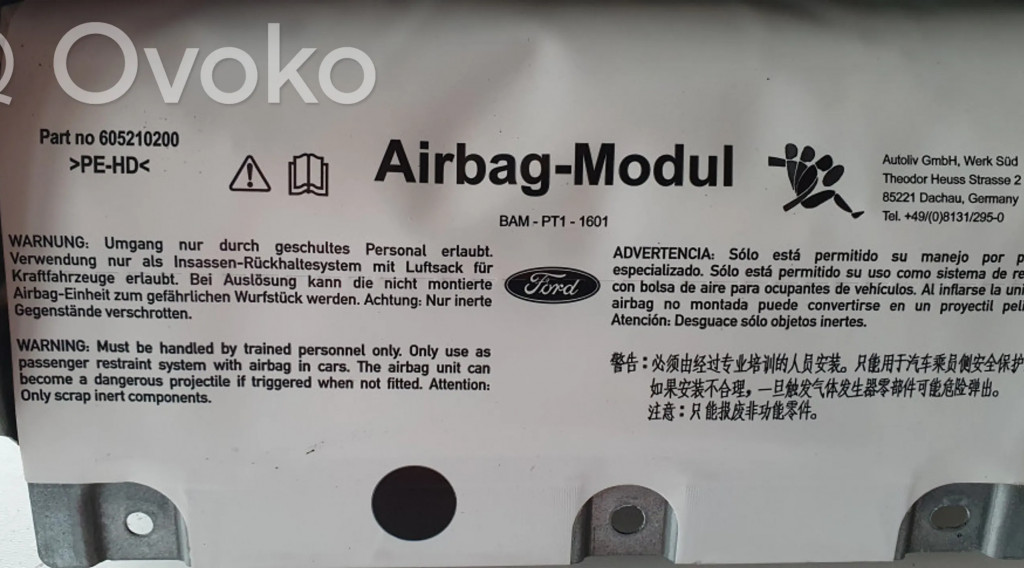 Ovoko
Part no 605210200
>PE-HD<
Airbag-Modul
BAM - PT1 - 1601
Autoliv GmbH, Werk Süd
Theodor Heuss Strasse 2
85221 Dachau, Germany
Tel. +49/(0)8131/295-0
WARNUNG: Umgang nur durch geschultes Personal erlaubt.
Verwendung nur als Insassen-Rückhaltesystem mit Luftsack für
Kraftfahrzeuge erlaubt. Bei Auslösung kann die nicht montierte
Airbag-Einheit zum gefährlichen Wurfstück werden. Achtung: Nur inerte
Gegenstände verschrotten.
WARNING: Must be handled by trained personnel only. Only use as
passenger restraint system with airbag in cars. The airbag unit can
become a dangerous projectile if triggered when not fitted. Attention:
Only scrap inert components.
Ford
ADVERTENCIA: Sólo está permitido su manejo por
especializado. Sólo está permitido su uso como sistema de
con bolsa de aire para ocupantes de vehículos. Al inflarse la
airbag no montada puede convertirse en un proyectil
Atención: Desguace sólo objetos inertes.
警告：必须由经过专业培训的人员安装。只能用于汽车乘员侧安全保护
如果安装不合理，一旦触发气体发生器零部件可能危险弹出。
注意：只能报废非功能零件。